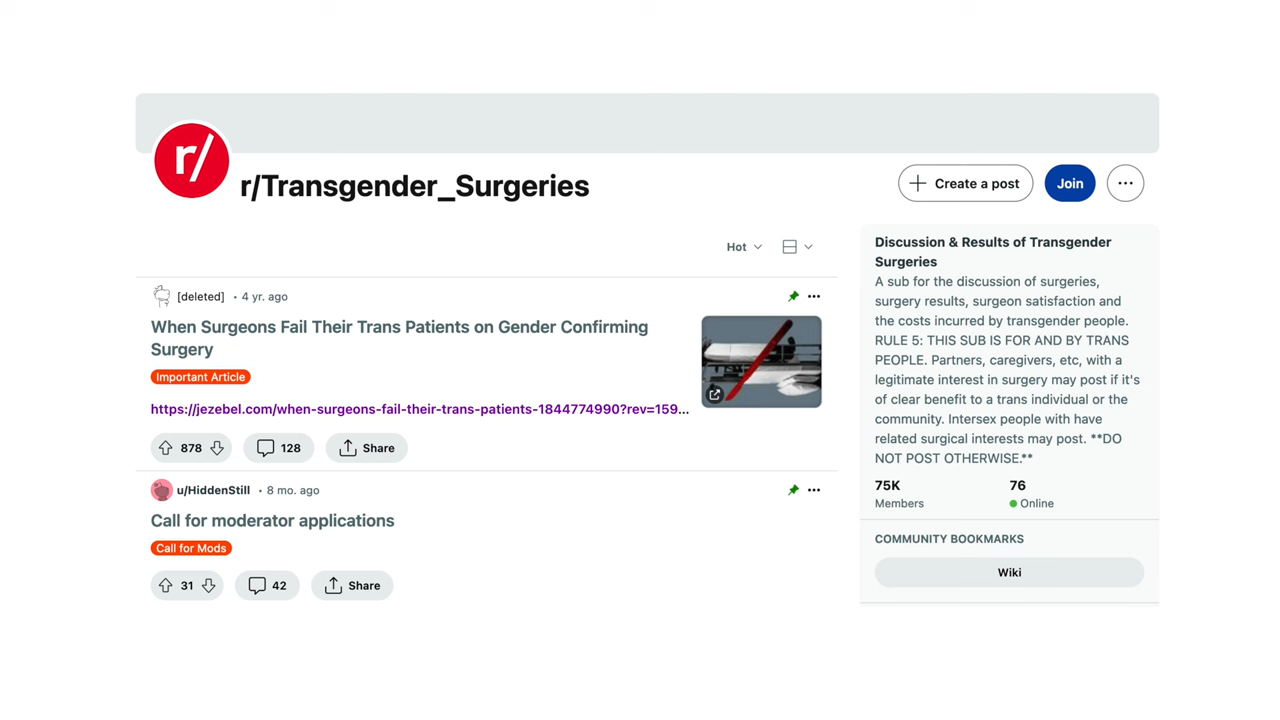 r/
r/Transgender_Surgeries
Create a post
Join
Hot
[deleted] • 4 yr. ago
When Surgeons Fail Their Trans Patients on Gender Confirming
Surgery
Important Article
https://jezebel.com/when-surgeons-fail-their-trans-patients-1844774990?rev=159...
878
128
Share
u/HiddenStill • 8 mo. ago
Call for moderator applications
Call for Mods
31
42
Share
Discussion & Results of Transgender
Surgeries
A sub for the discussion of surgeries,
surgery results, surgeon satisfaction and
the costs incurred by transgender people.
RULE 5: THIS SUB IS FOR AND BY TRANS
PEOPLE. Partners, caregivers, etc, with a
legitimate interest in surgery may post if it's
of clear benefit to a trans individual or the
community. Intersex people with have
related surgical interests may post. **DO
NOT POST OTHERWISE.**
75K 76
Members Online
COMMUNITY BOOKMARKS
Wiki